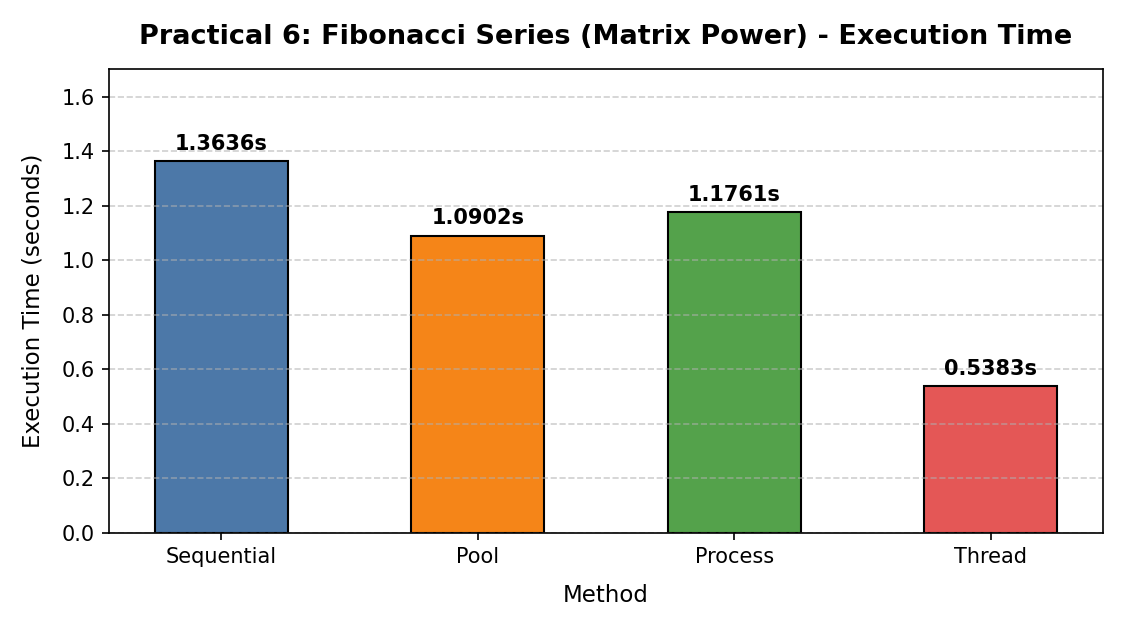 Practical 6: Fibonacci Series (Matrix Power) - Execution Time
Execution Time (seconds)
1.6
1.4
1.2
1.0
0.8
0.6
0.4
0.2
0.0
1.3636s
1.0902s
1.1761s
0.5383s
Sequential
Pool
Process
Thread
Method